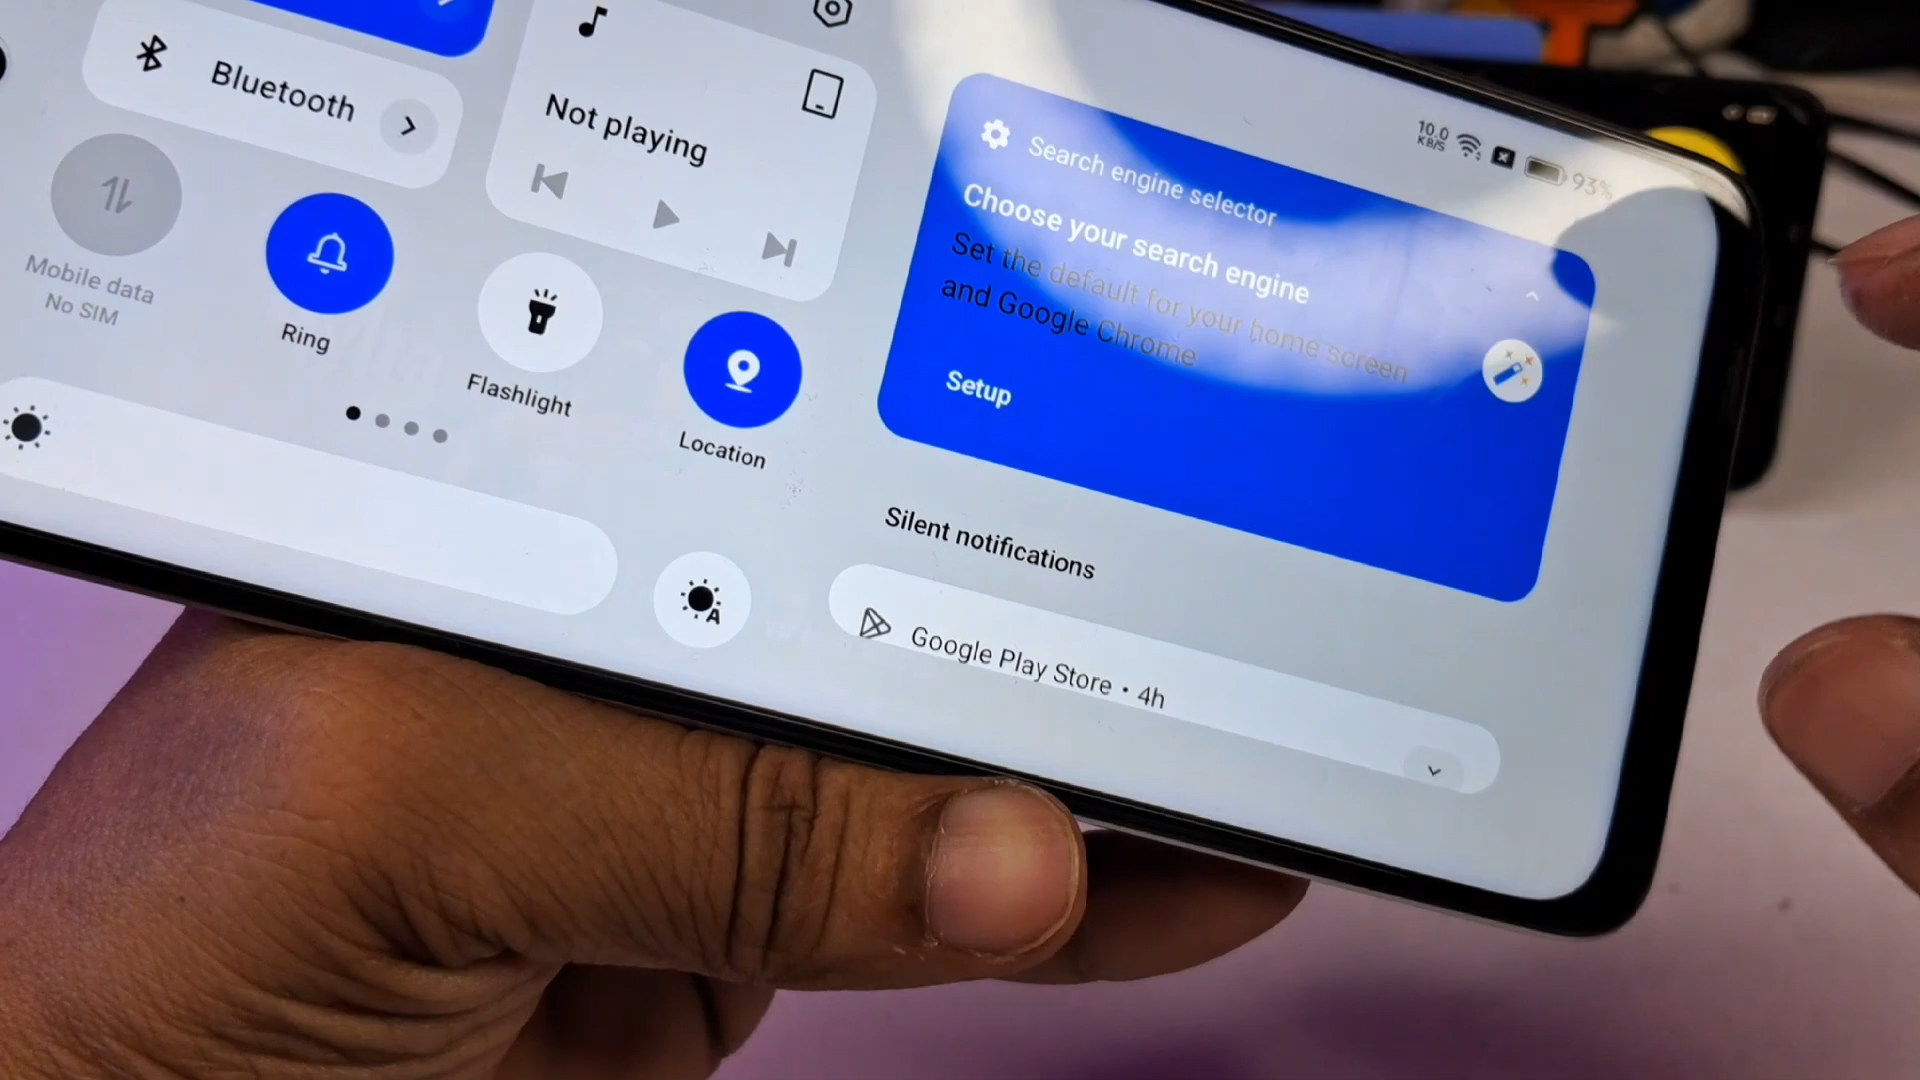 Bluetooth
Not playing
Mobile data
No SIM
Ring
Flashlight
Location
A
10.0
KB/S
93%
Search engine selector
Choose your search engine
Set the default for your home screen
and Google Chrome
Setup
Silent notifications
Google Play Store • 4h